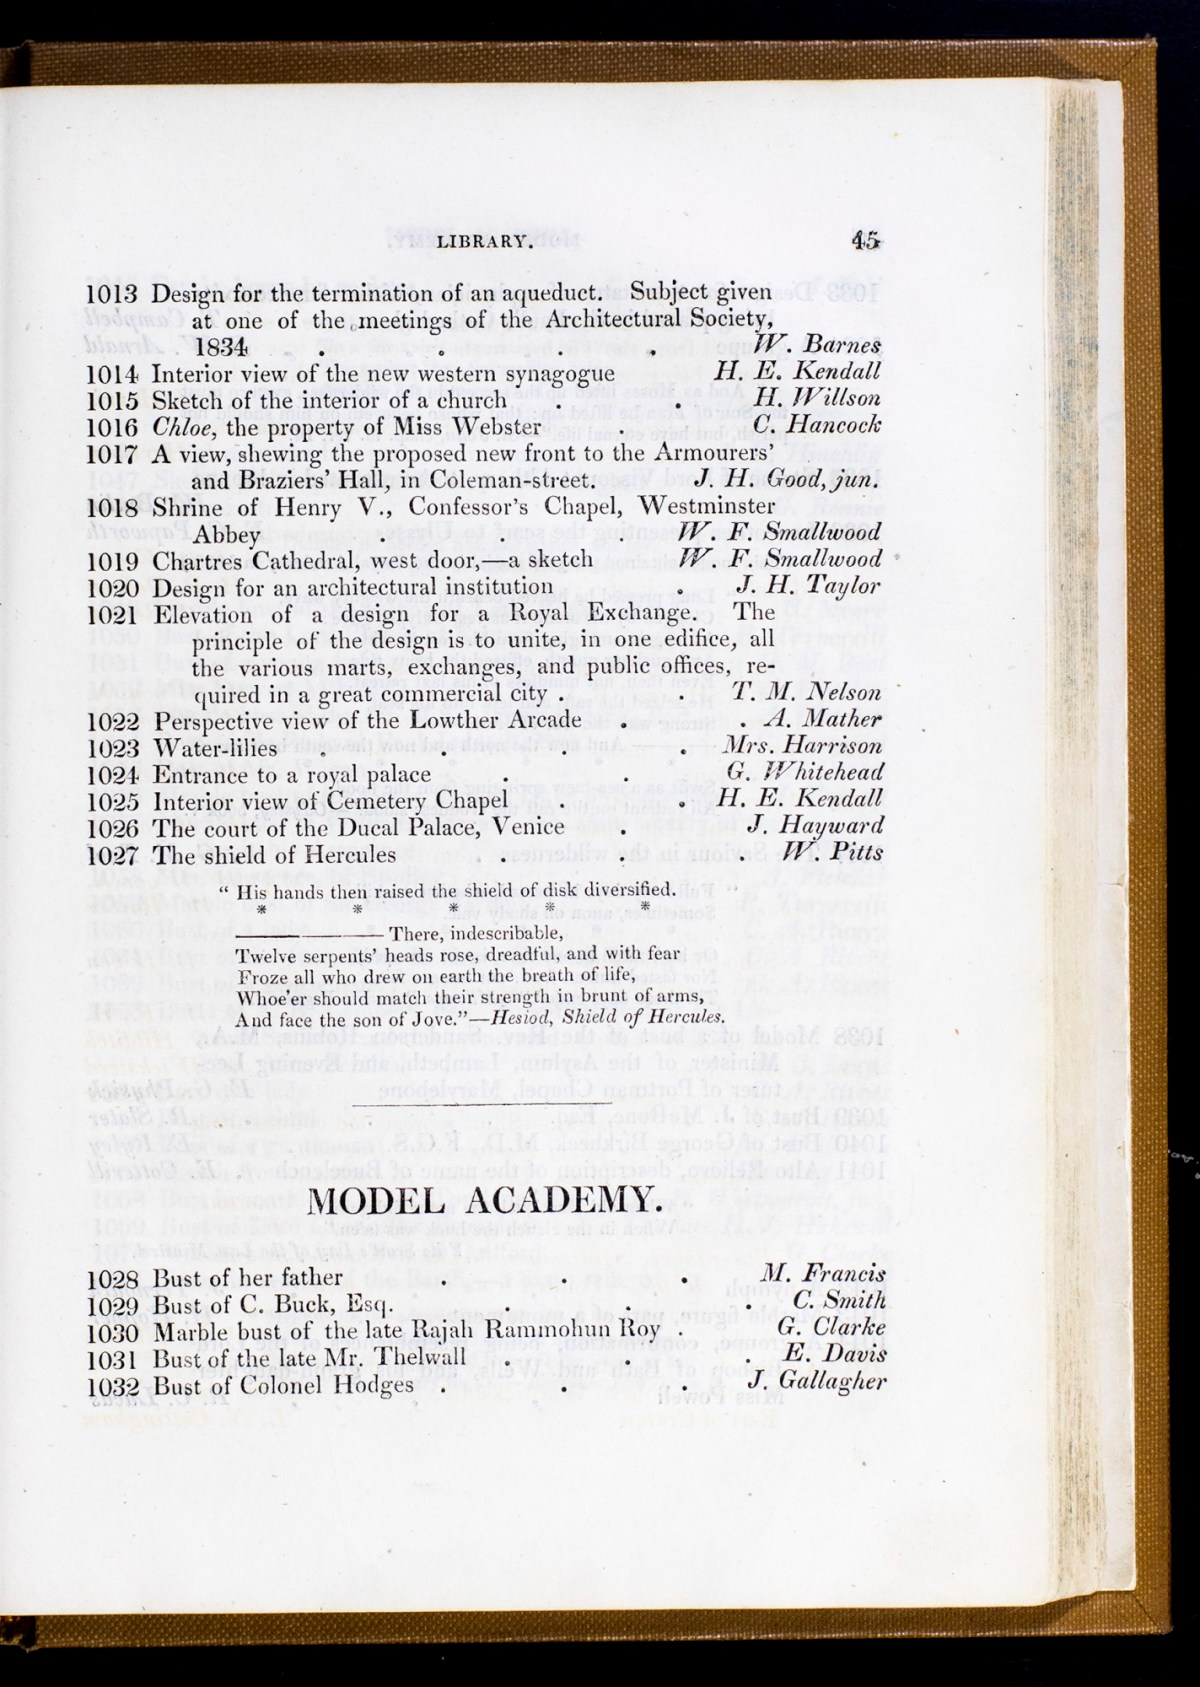 LIBRARY. 45
1013 Design for the termination of an aqueduct. Subject given
at one of the meetings of the Architectural Society,
1834 . . . . W. Barnes
1014 Interior view of the new western synagogue H. E. Kendall
1015 Sketch of the interior of a church . . H. Willson
1016 Chloe, the property of Miss Webster . C. Hancock
1017 A view, shewing the proposed new front to the Armourers'
and Braziers' Hall, in Coleman-street. J. H. Good, jun.
1018 Shrine of Henry V., Confessor's Chapel, Westminster
Abbey . . W. F. Smallwood
1019 Chartres Cathedral, west door,—a sketch W. F. Smallwood
1020 Design for an architectural institution . J. H. Taylor
1021 Elevation of a design for a Royal Exchange. The
principle of the design is to unite, in one edifice, all
the various marts, exchanges, and public offices, re-
quired in a great commercial city . . T. M. Nelson
1022 Perspective view of the Lowther Arcade . . A. Mather
1023 Water-lilies . . . . Mrs. Harrison
1024 Entrance to a royal palace . . G. Whitehead
1025 Interior view of Cemetery Chapel . . H. E. Kendall
1026 The court of the Ducal Palace, Venice . J. Hayward
1027 The shield of Hercules . . . W. Pitts
“ His hands then raised the shield of disk diversified.
* * * * *
——— ——— There, indescribable,
Twelve serpents' heads rose, dreadful, and with fear
Froze all who drew on earth the breath of life,
Whoe'er should match their strength in brunt of arms,
And face the son of Jove.”—Hesiod, Shield of Hercules.
MODEL ACADEMY.
1028 Bust of her father . . . M. Francis
1029 Bust of C. Buck, Esq. . . . C. Smith
1030 Marble bust of the late Rajah Rammohun Roy . G. Clarke
1031 Bust of the late Mr. Thelwall . . . E. Davis
1032 Bust of Colonel Hodges . . . J. Gallagher